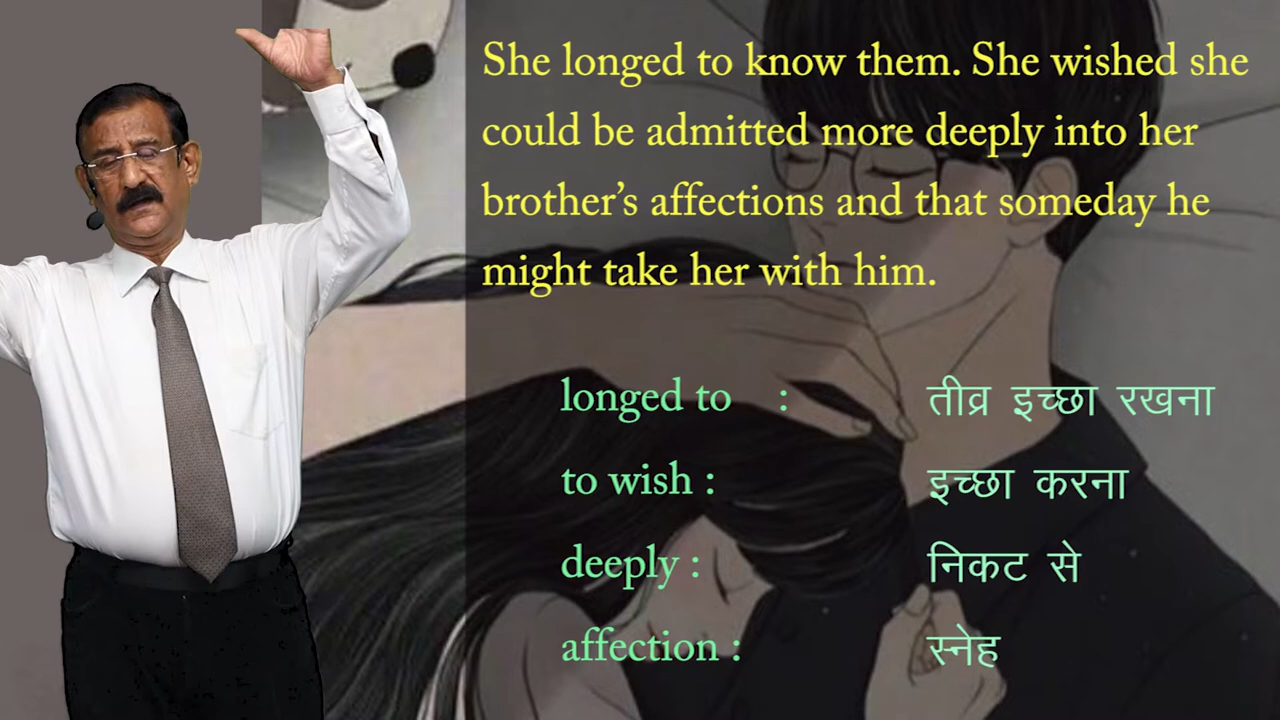 She longed to know them. She wished she
could be admitted more deeply into her
brother’s affections and that someday he
might take her with him.
longed to : तीव्र इच्छा रखना
to wish : इच्छा करना
deeply : निकट से
affection : स्नेह